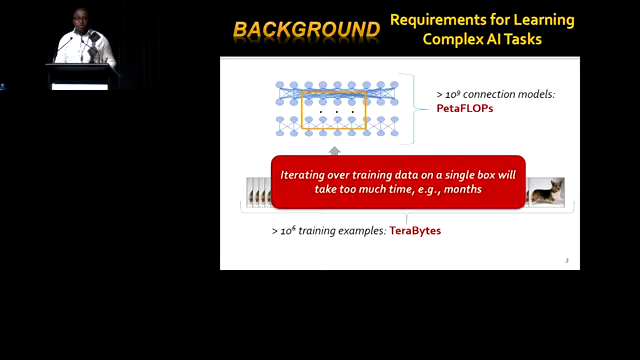 BACKGROUND
Requirements for Learning
Complex AI Tasks
> 10⁹ connection models:
PetaFLOPs
Iterating over training data on a single box will
take too much time, e.g., months
> 10⁶ training examples: TeraBytes
3